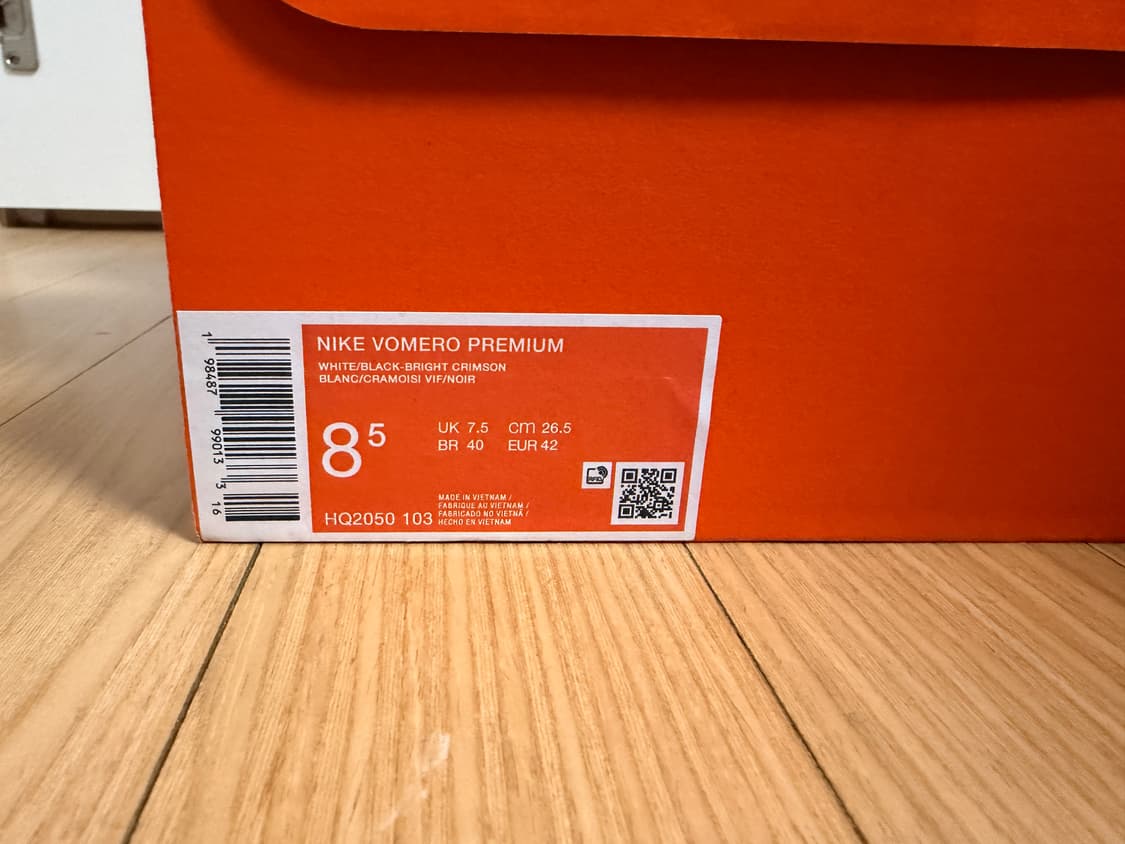 NIKE VOMERO PREMIUM
WHITE/BLACK-BRIGHT CRIMSON
BLANC/CRAMOISI VIF/NOIR
8⁵
UK 7.5 cm 26.5
BR 40 EUR 42
RFID
MADE IN VIETNAM /
FABRIQUE AU VIETNAM /
FABRICADO NO VIETNÃ /
HECHO EN VIETNAM
HQ2050 103
1 98487 99013 3 16